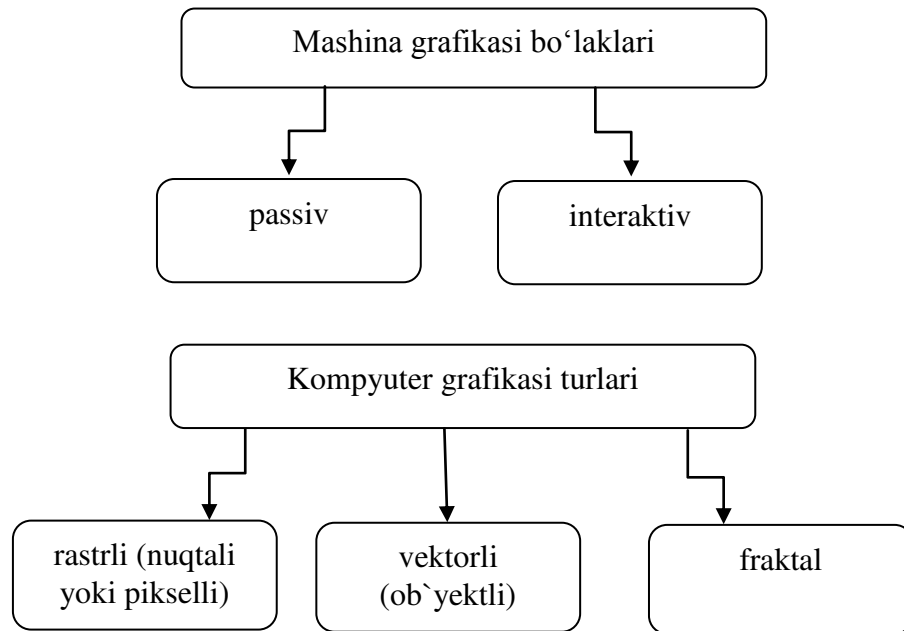 Mashina grafikasi bo‘laklari
passiv
interaktiv
Kompyuter grafikasi turlari
rastrli (nuqtali
yoki pikselli)
vektorli
(ob`yektli)
fraktal